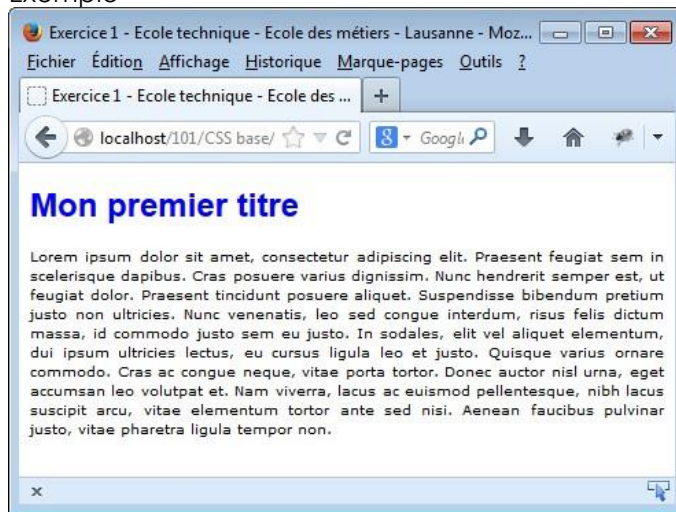 Exemple
Exercice 1 - Ecole technique - Ecole des métiers - Lausanne - Moz...
Fichier Édition Affichage Historique Marque-pages Outils ?
Exercice 1 - Ecole technique - Ecole des ... +
localhost/101/CSS base/ 8 Googl
Mon premier titre
Lorem ipsum dolor sit amet, consectetur adipiscing elit. Praesent feugiat sem in
scelerisque dapibus. Cras posuere varius dignissim. Nunc hendrerit semper est, ut
feugiat dolor. Praesent tincidunt posuere aliquet. Suspendisse bibendum pretium
justo non ultricies. Nunc venenatis, leo sed congue interdum, risus felis dictum
massa, id commodo justo sem eu justo. In sodales, elit vel aliquet elementum,
dui ipsum ultricies lectus, eu cursus ligula leo et justo. Quisque varius ornare
commodo. Cras ac congue neque, vitae porta tortor. Donec auctor nisl urna, eget
accumsan leo volutpat et. Nam viverra, lacus ac euismod pellentesque, nibh lacus
suscipit arcu, vitae elementum tortor ante sed nisi. Aenean faucibus pulvinar
justo, vitae pharetra ligula tempor non.
x